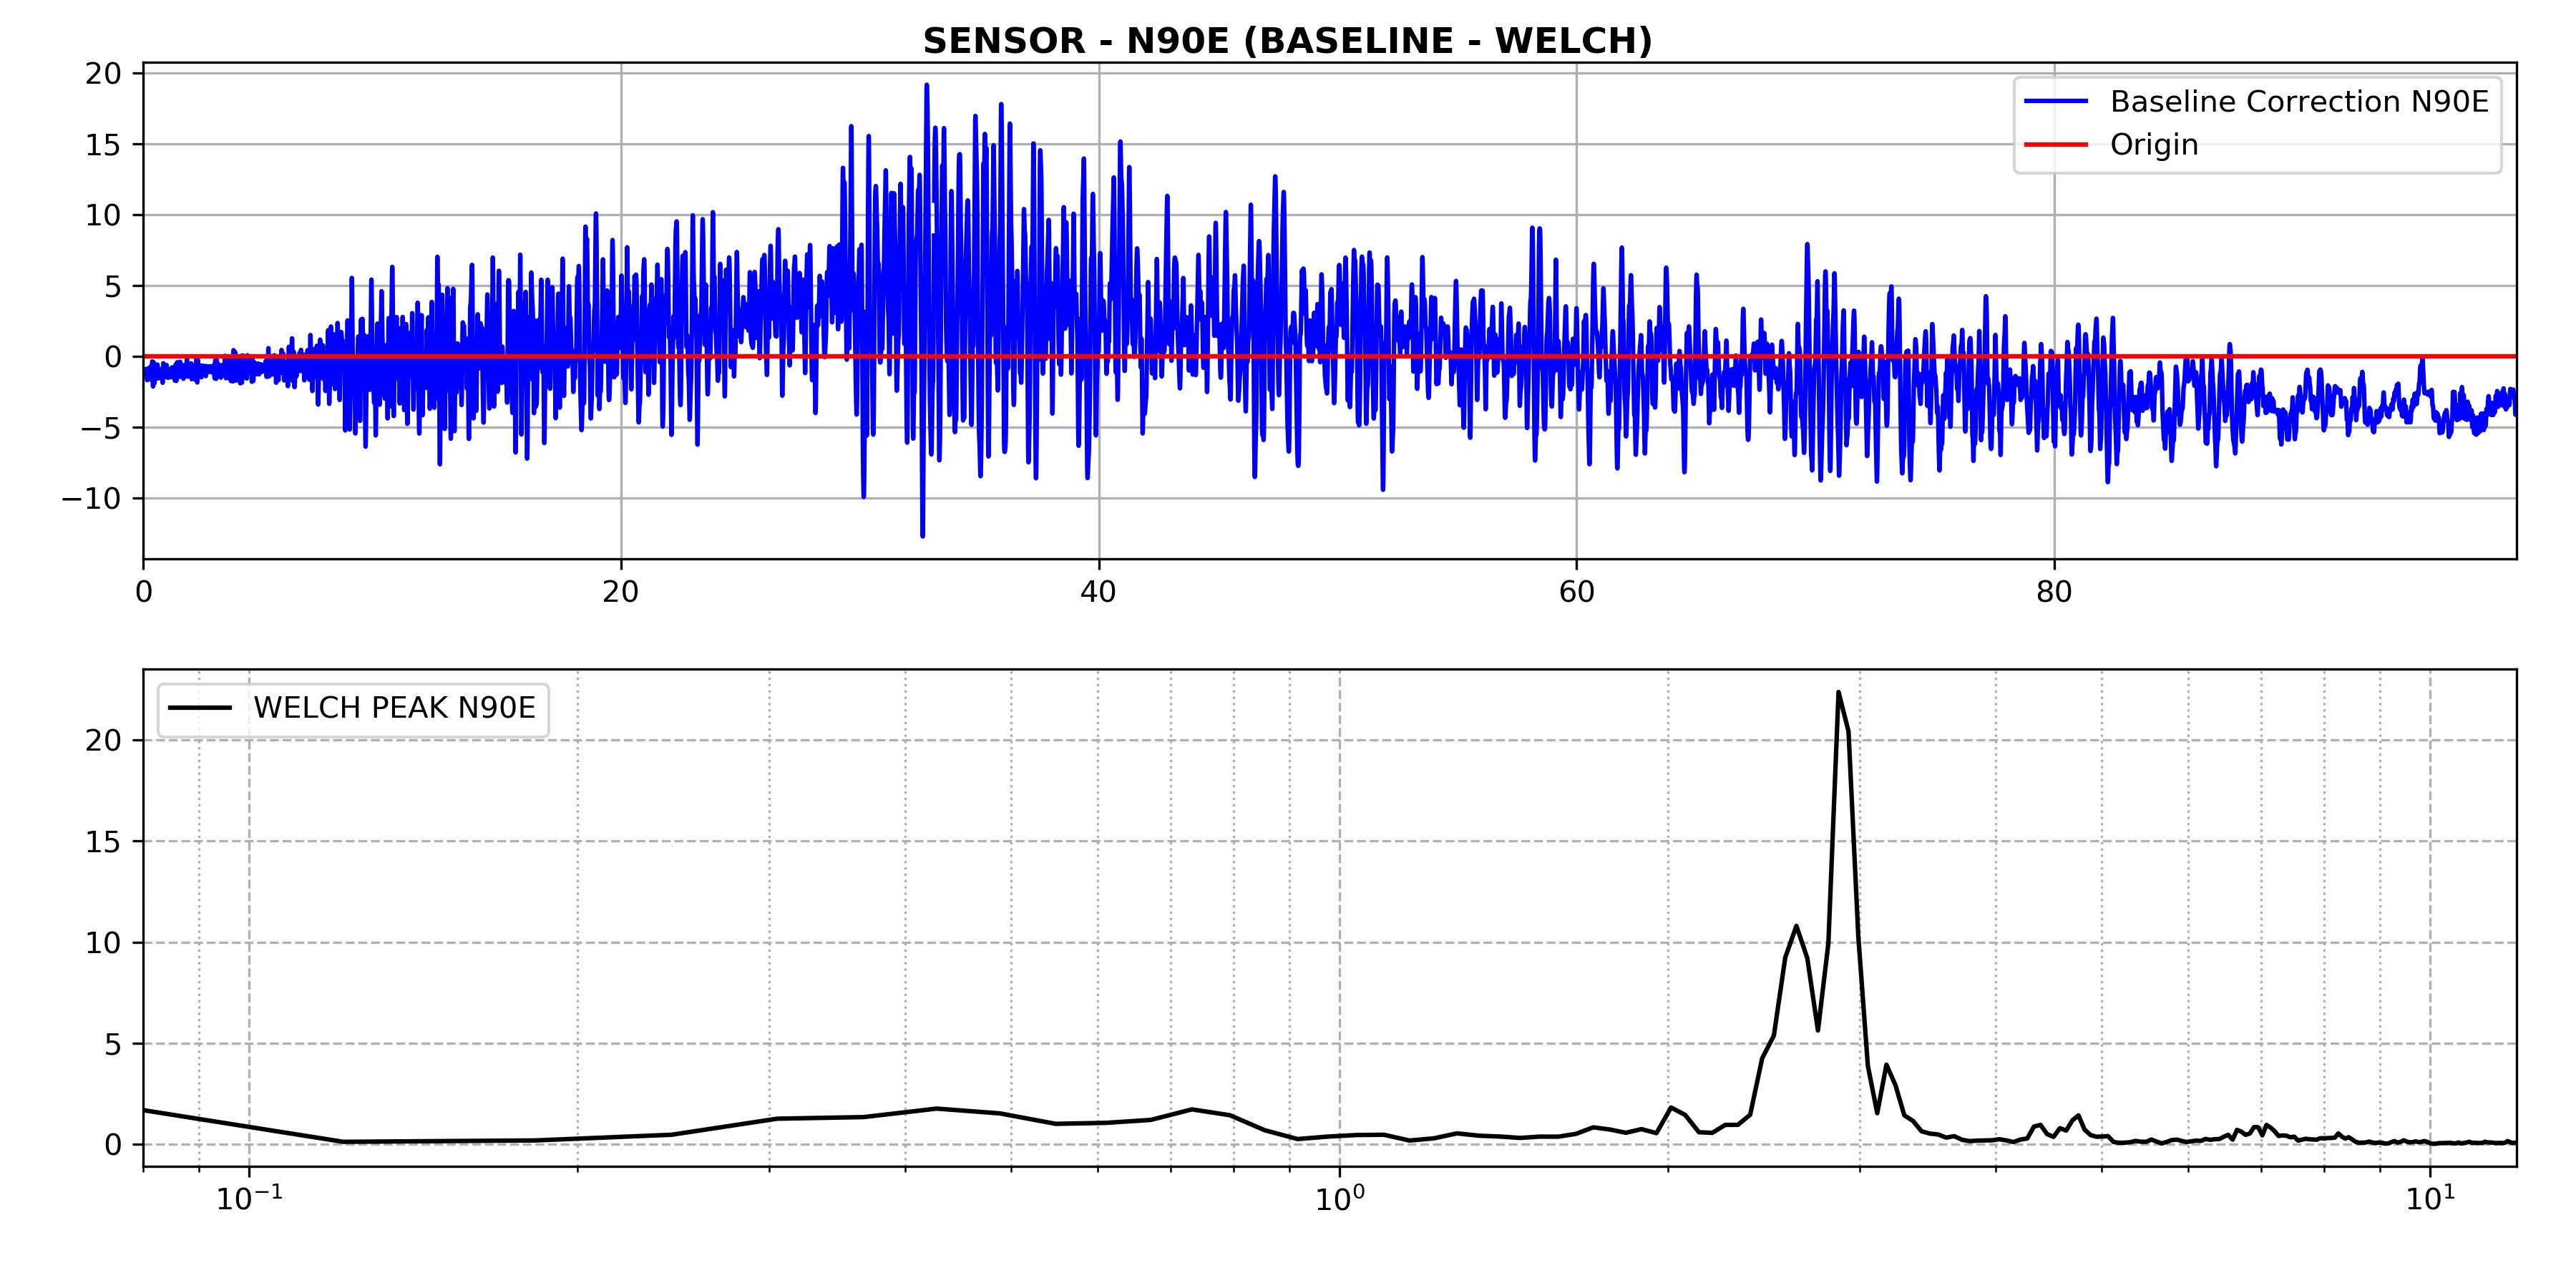 SENSOR - N90E (BASELINE - WELCH)
20
15
10
5
0
−5
−10
Baseline Correction N90E
Origin
0 20 40 60 80
WELCH PEAK N90E
20
15
10
5
0
10⁻¹ 10⁰ 10¹